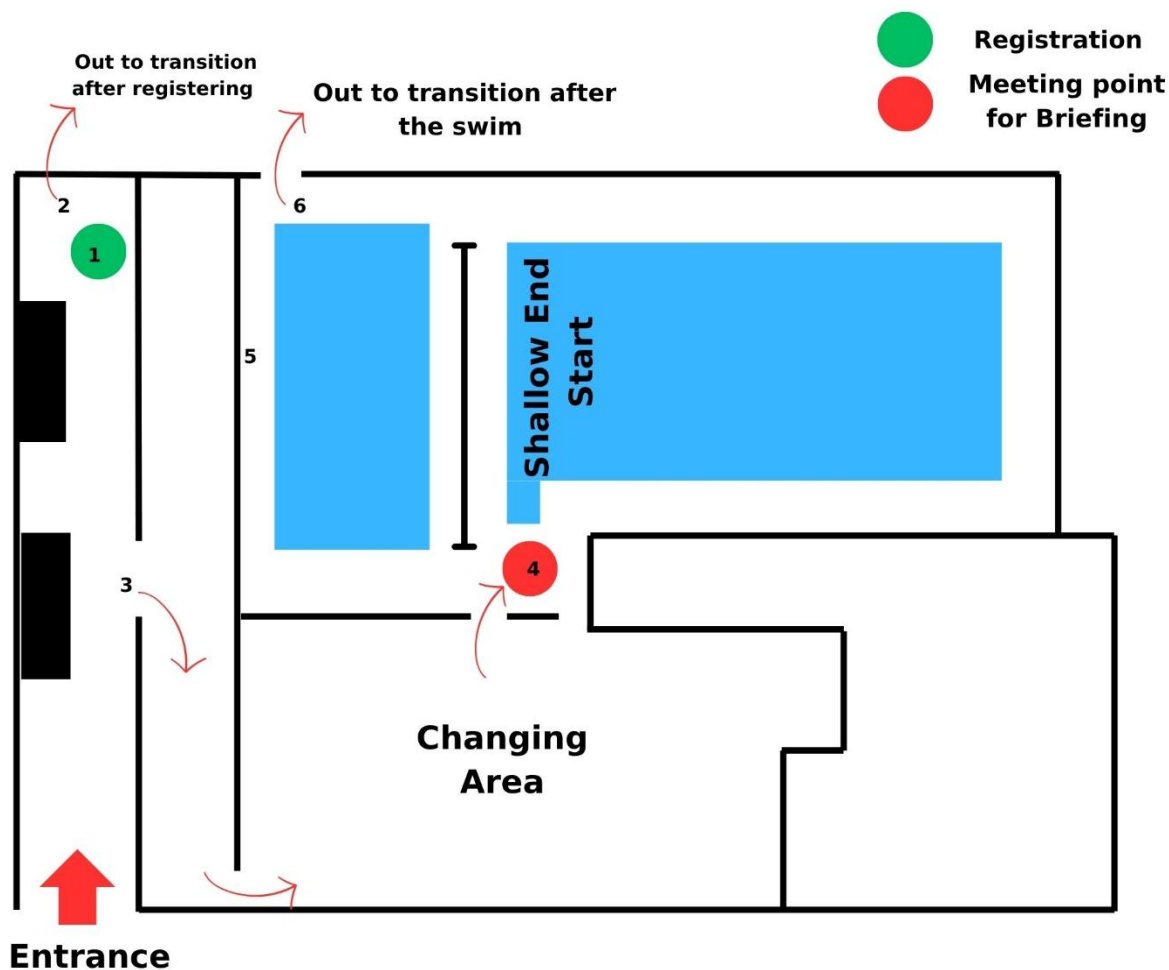 Out to transition
after registering
Out to transition after
the swim
Registration
Meeting point
for Briefing
2
6
1
5
Shallow End
Start
3
4
Changing
Area
Entrance